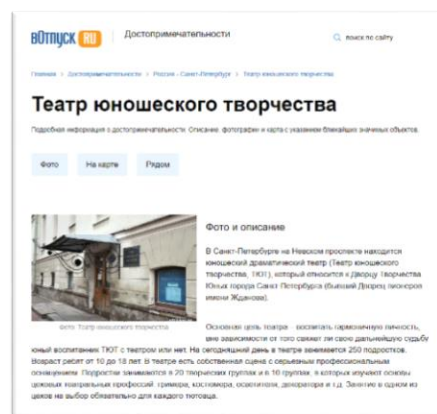 вОтпуск RU
Достопримечательности
поиск по сайту
Главная > Достопримечательности > Россия - Санкт-Петербург > Театр юношеского творчества
Театр юношеского творчества
Подробная информация о достопримечательности. Описание, фотографии и карта с указанием ближайших значимых объектов.
Фото На карте Рядом
Фото и описание
В Санкт-Петербурге на Невском проспекте находится
юношеский драматический театр (Театр юношеского
творчества, ТЮТ), который относится к Дворцу Творчества
Юных города Санкт Петербурга (бывший Дворец пионеров
имени Жданова).
Фото Театр юношеского творчества
Основная цель театра - воспитать гармоничную личность,
вне зависимости от того свяжет ли свою дальнейшую судьбу
юный воспитанник ТЮТ с театром или нет. На сегодняшний день в театре занимается 250 подростков.
Возраст ребят от 10 до 18 лет. В театре есть собственная сцена с серьезным профессиональным
оснащением. Подростки занимаются в 20 творческих группах и в 10 группах, в которых изучают основы
цеховых театральных профессий: гримера, костюмера, осветителя, декоратора и т.д. Занятие в одном из
цехов на выбор обязательно для каждого тютовца.